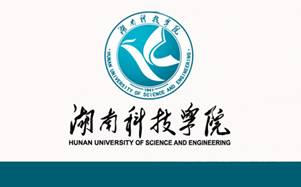 湖南科技学院
HUNAN UNIVERSITY OF SCIENCE AND ENGINEERING
1941
湖南科技學院
HUNAN UNIVERSITY OF SCIENCE AND ENGINEERING